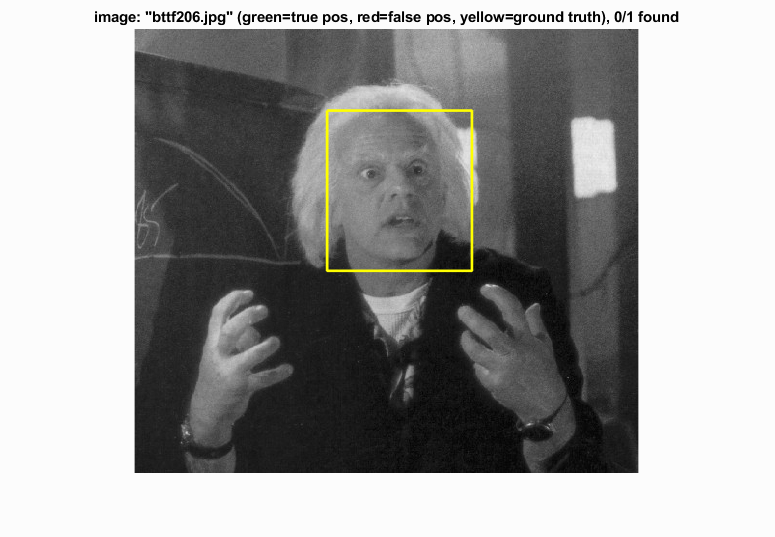 image: "bttf206.jpg" (green=true pos, red=false pos, yellow=ground truth), 0/1 found